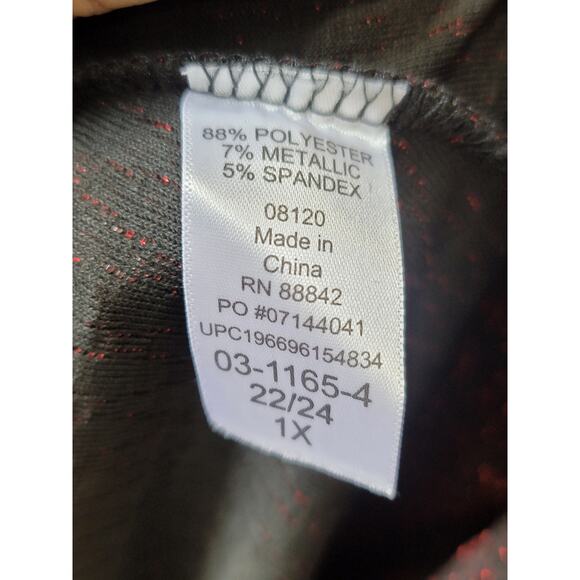 88% POLYESTER
7% METALLIC
5% SPANDEX
08120
Made in
China
RN 88842
PO #07144041
UPC196696154834
03-1165-4
22/24
1X